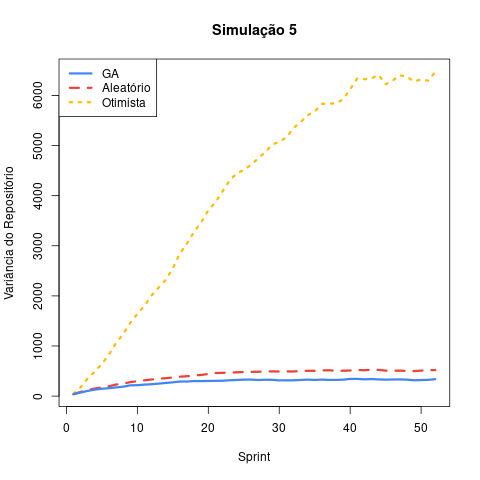 Simulação 5
GA
Aleatório
Otimista
Variância do Repositório
6000
5000
4000
3000
2000
1000
0
0 10 20 30 40 50
Sprint